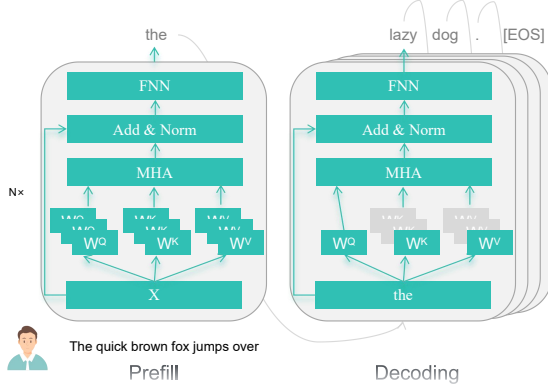 the
lazy dog . [EOS]
FNN
FNN
Add & Norm
Add & Norm
MHA
MHA
N×
W^Q W^K W^V
W^Q W^K W^V
W^Q W^K W^V
W^Q W^K W^V
W^K W^V
W^K W^V
X
the
The quick brown fox jumps over
Prefill
Decoding